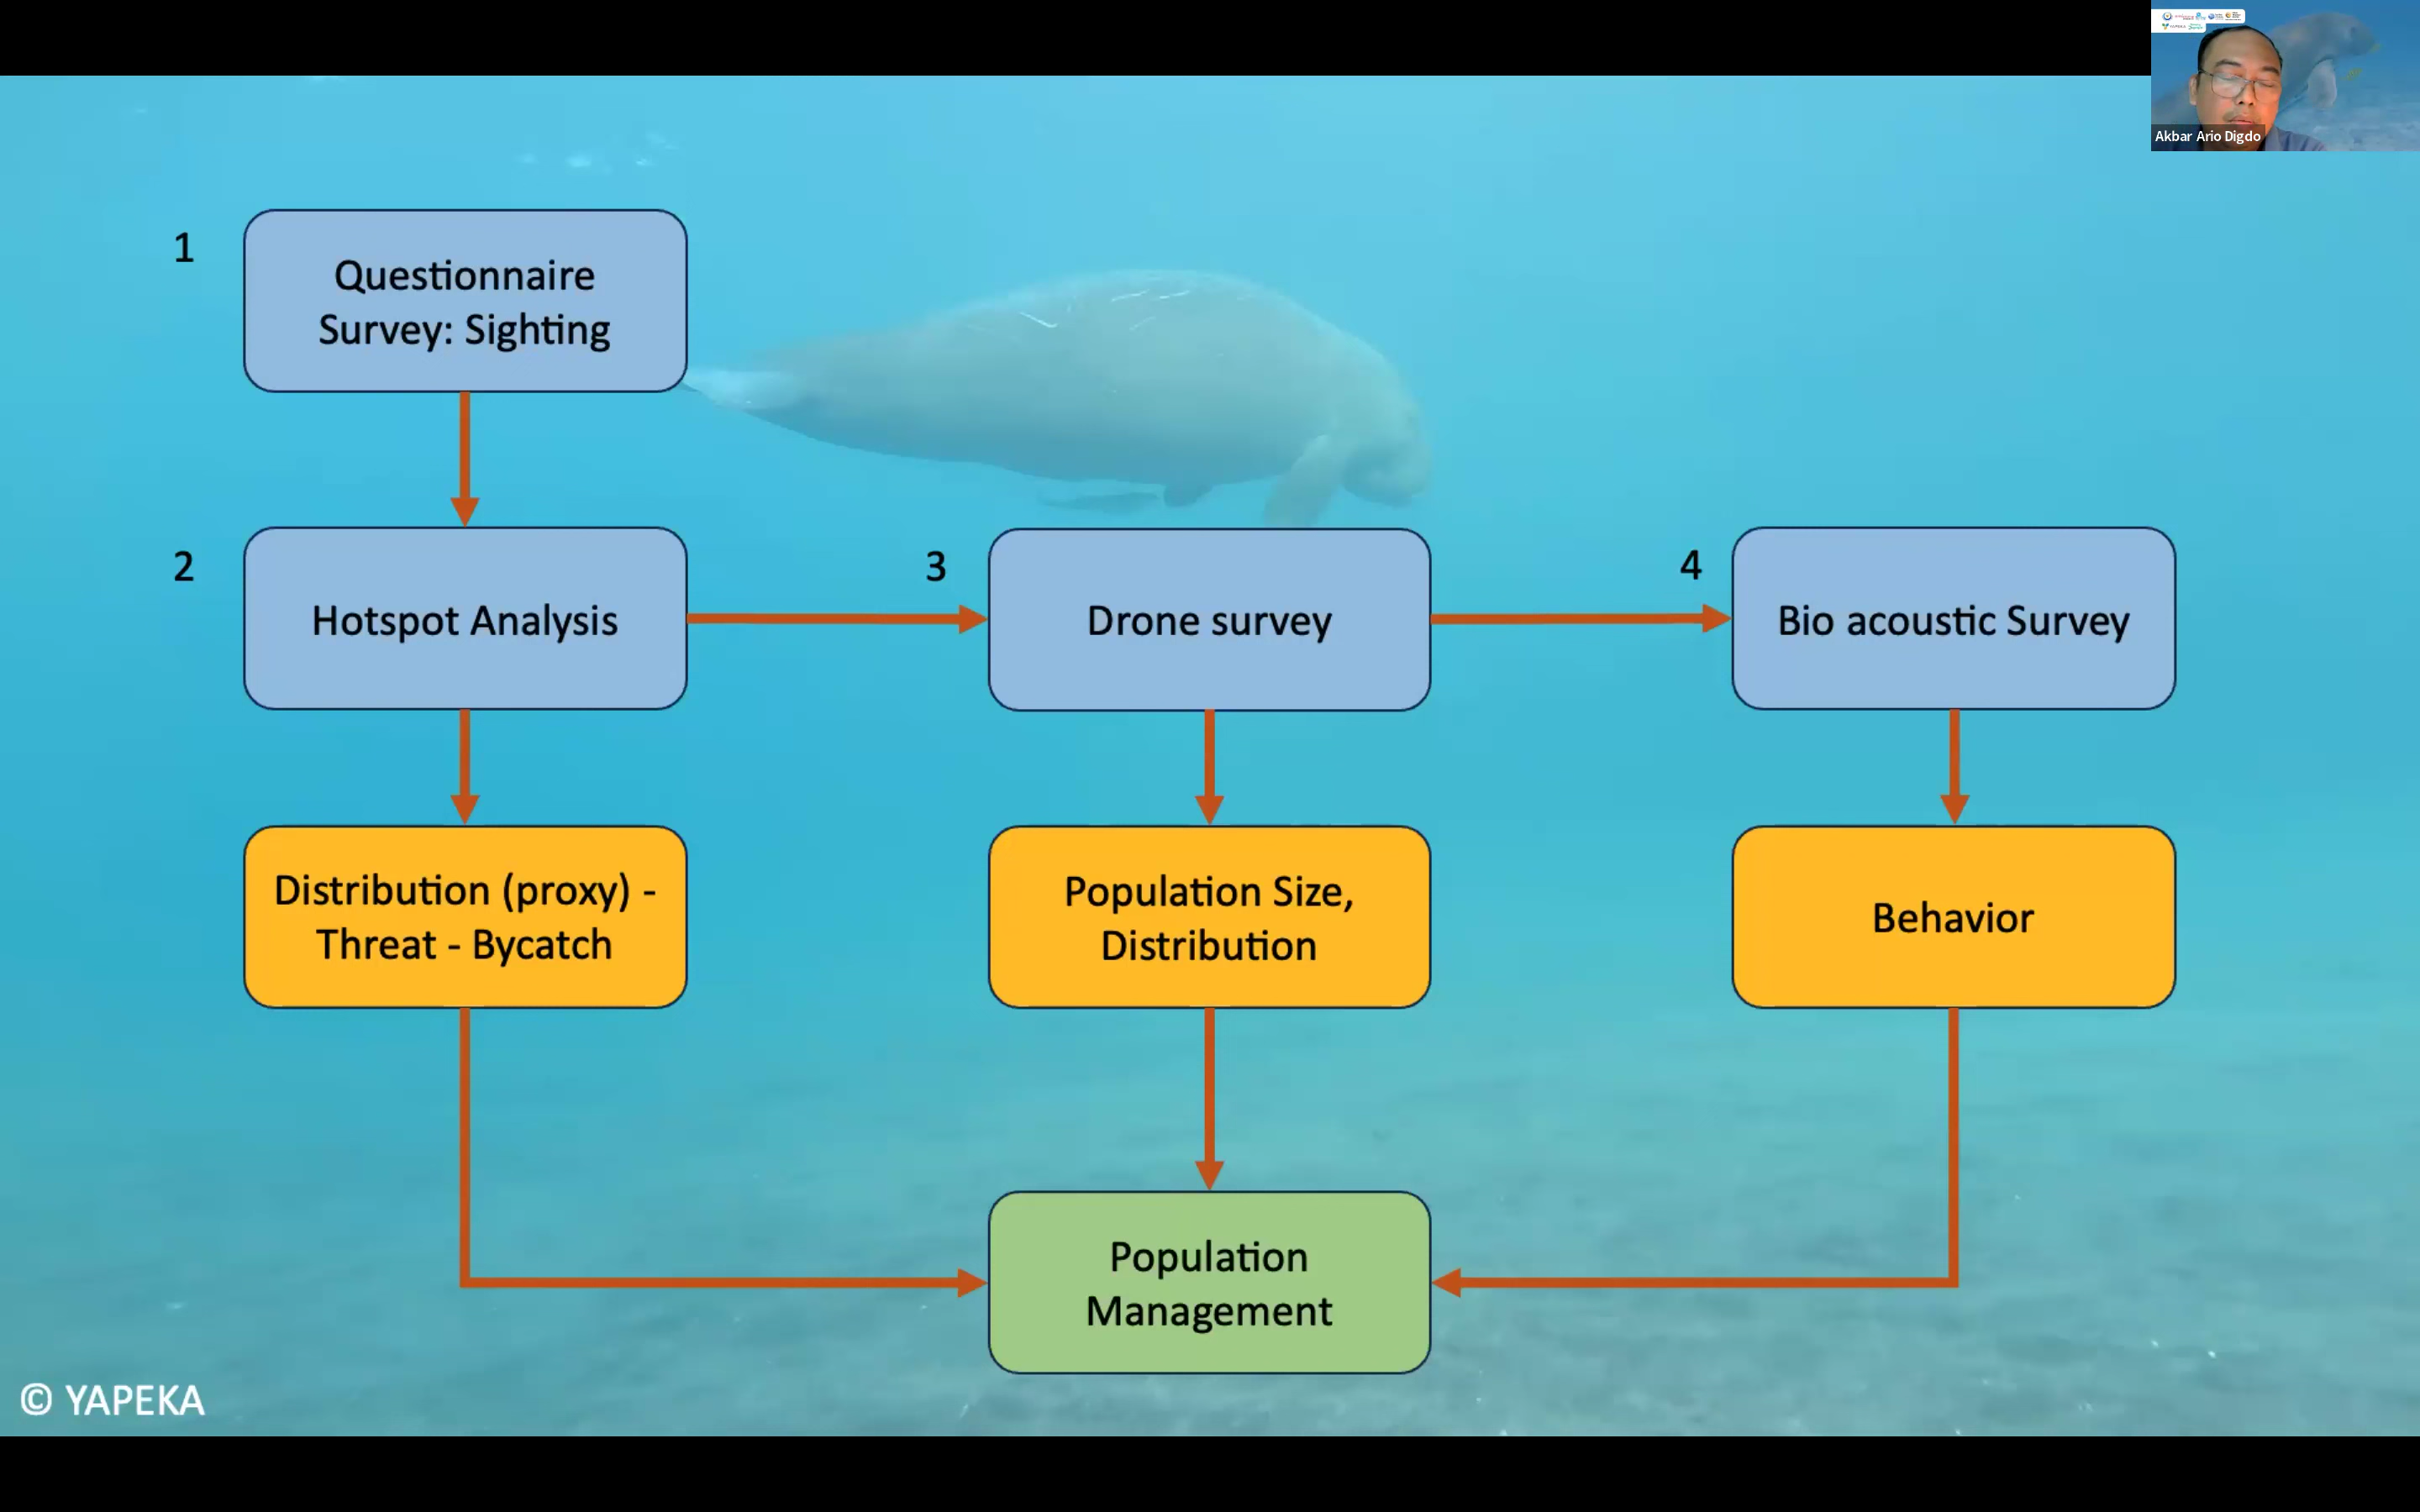 Akbar Ario Digdo
1
Questionnaire
Survey: Sighting
2
Hotspot Analysis
3
Drone survey
4
Bio acoustic Survey
Distribution (proxy) -
Threat - Bycatch
Population Size,
Distribution
Behavior
Population
Management
© YAPEKA